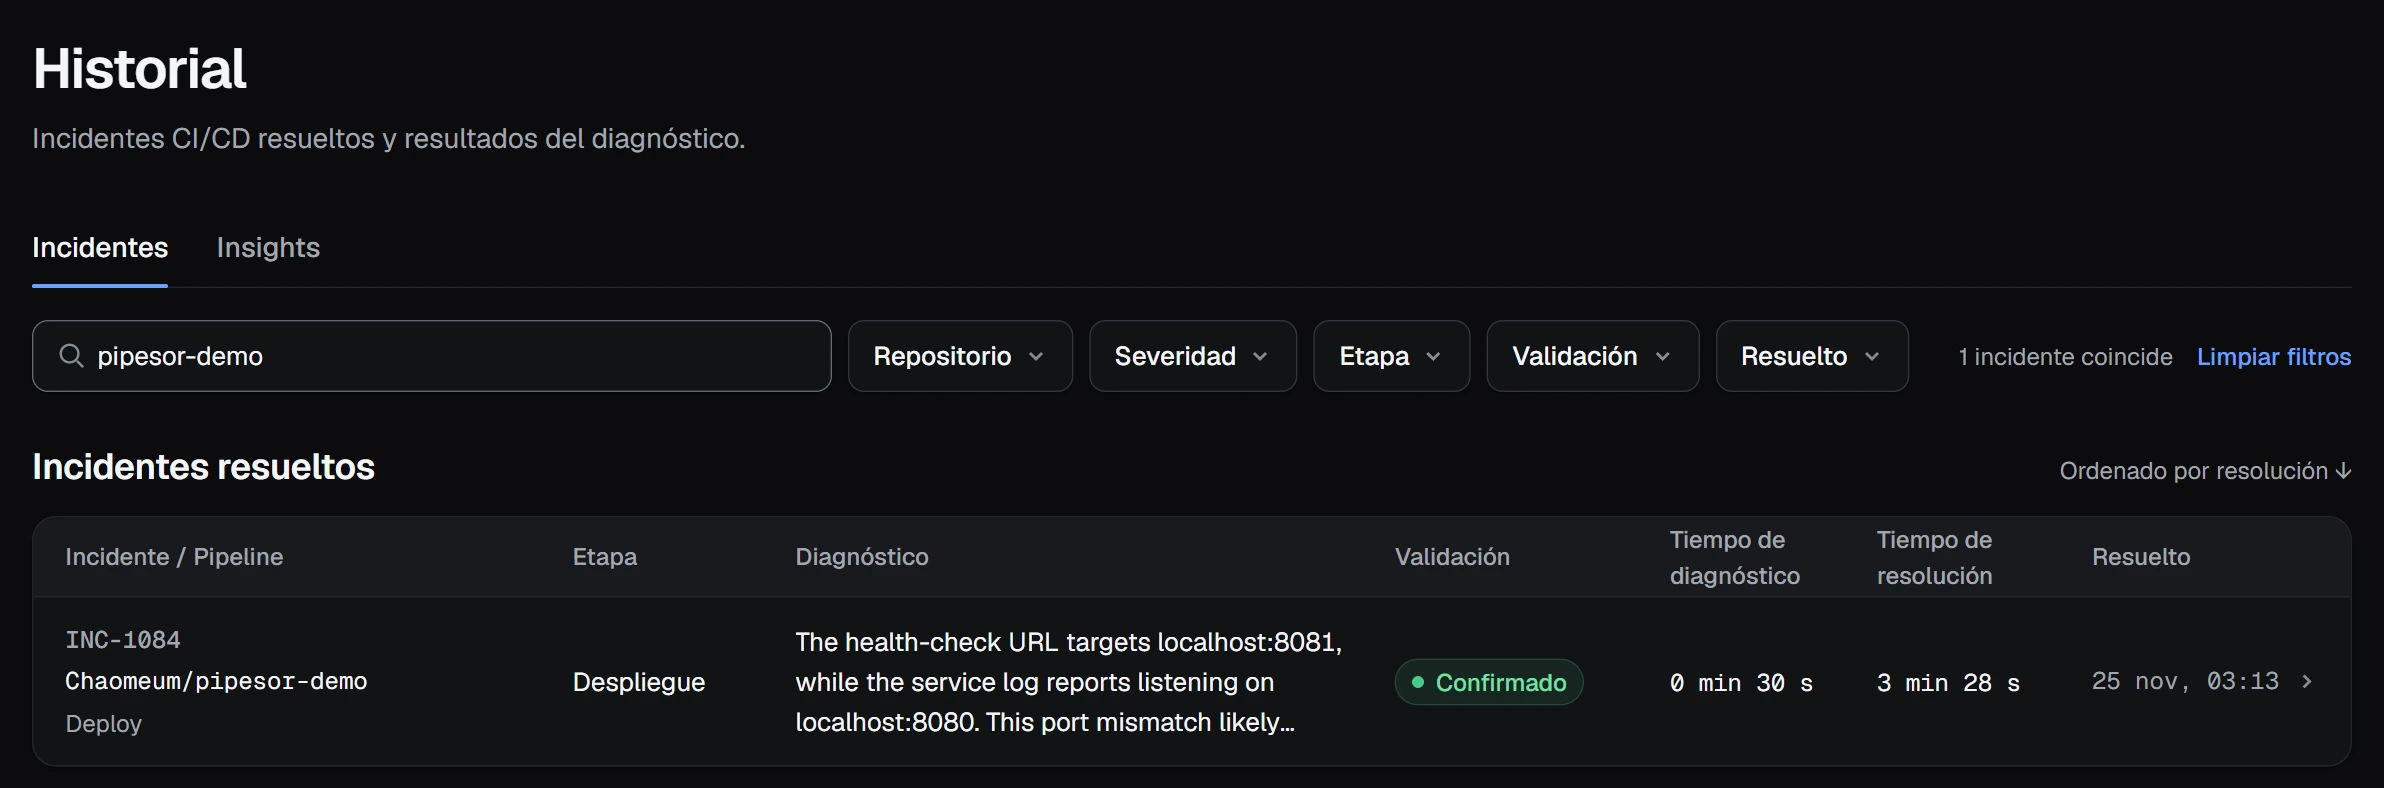 Historial
Incidentes CI/CD resueltos y resultados del diagnóstico.
Incidentes
Insights
pipesor-demo
Repositorio
Severidad
Etapa
Validación
Resuelto
1 incidente coincide
Limpiar filtros
Incidentes resueltos
Ordenado por resolución ↓
Incidente / Pipeline
Etapa
Diagnóstico
Validación
Tiempo de
diagnóstico
Tiempo de
resolución
Resuelto
INC-1084
Chaomeum/pipesor-demo
Deploy
Despliegue
The health-check URL targets localhost:8081,
while the service log reports listening on
localhost:8080. This port mismatch likely…
Confirmado
0 min 30 s
3 min 28 s
25 nov, 03:13